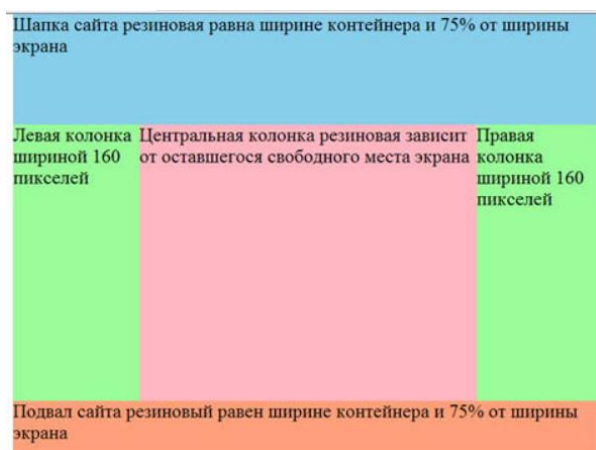 Шапка сайта резиновая равна ширине контейнера и 75% от ширины
экрана
Левая колонка
шириной 160
пикселей
Центральная колонка резиновая зависит
от оставшегося свободного места экрана
Правая
колонка
шириной 160
пикселей
Подвал сайта резиновый равен ширине контейнера и 75% от ширины
экрана